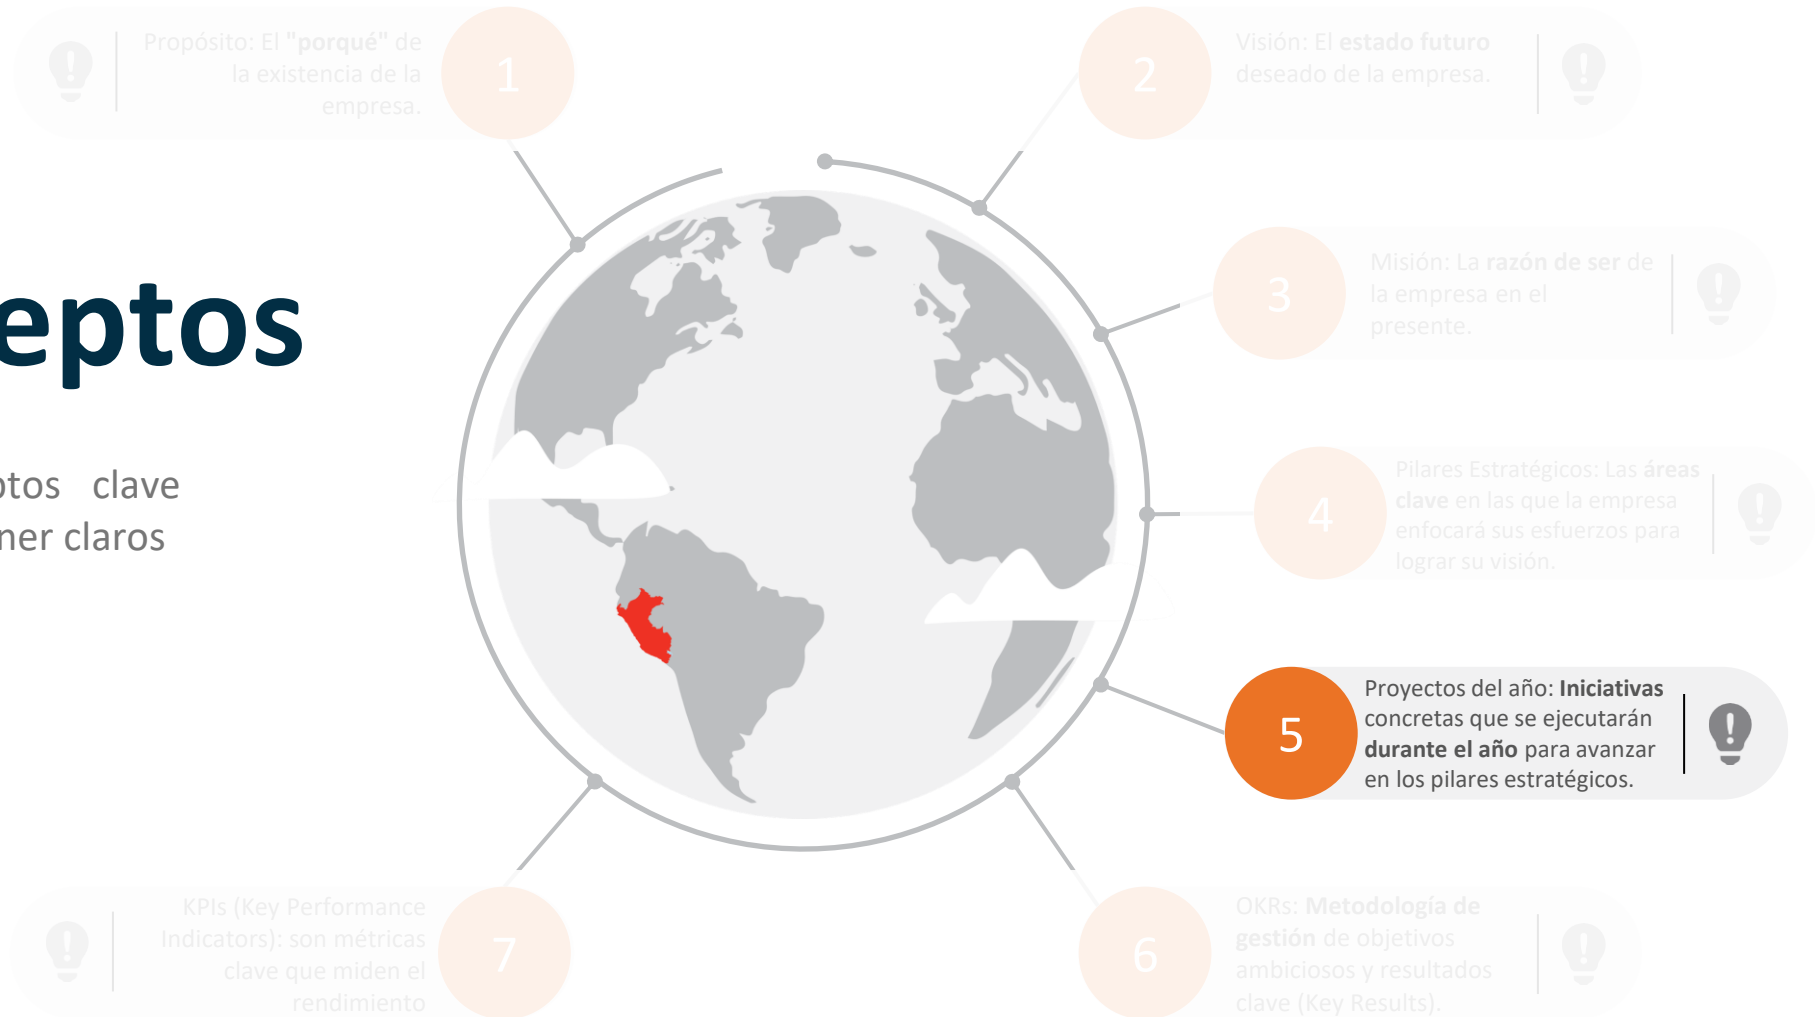 Propósito: El "porqué" de
la existencia de la
empresa.
1
2
Visión: El estado futuro
deseado de la empresa.
eptos
ptos clave
ner claros
3
Misión: La razón de ser de
la empresa en el
presente.
4
Pilares Estratégicos: Las áreas
clave en las que la empresa
enfocará sus esfuerzos para
lograr su visión.
5
Proyectos del año: Iniciativas
concretas que se ejecutarán
durante el año para avanzar
en los pilares estratégicos.
KPIs (Key Performance
Indicators): son métricas
clave que miden el
rendimiento
7
6
OKRs: Metodología de
gestión de objetivos
ambiciosos y resultados
clave (Key Results).